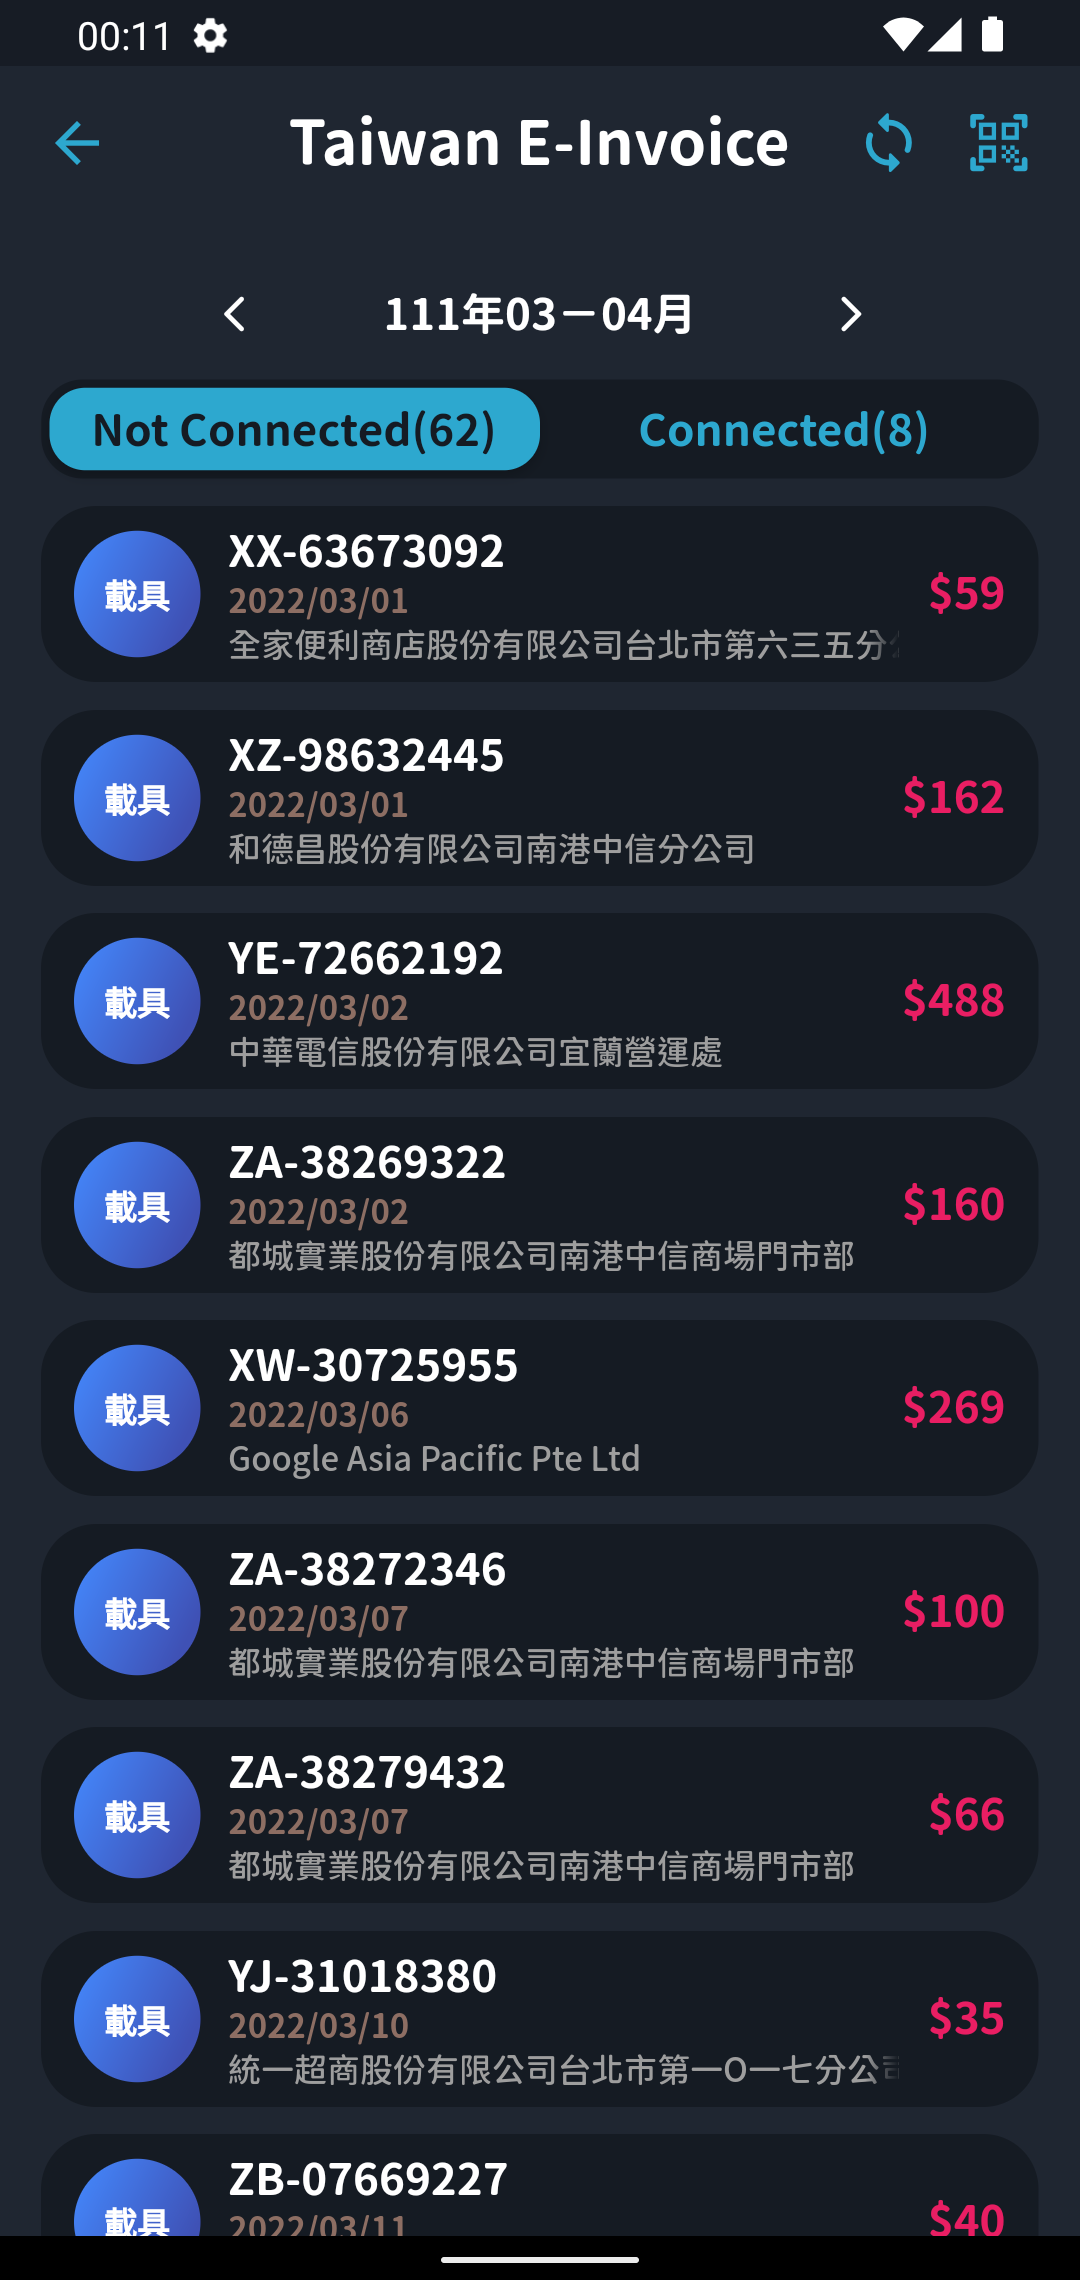 00:11
Taiwan E-Invoice
111年03－04月
Not Connected(62)
Connected(8)
載具
XX-63673092
2022/03/01
全家便利商店股份有限公司台北市第六三五分
$59
載具
XZ-98632445
2022/03/01
和德昌股份有限公司南港中信分公司
$162
載具
YE-72662192
2022/03/02
中華電信股份有限公司宜蘭營運處
$488
載具
ZA-38269322
2022/03/02
都城實業股份有限公司南港中信商場門市部
$160
載具
XW-30725955
2022/03/06
Google Asia Pacific Pte Ltd
$269
載具
ZA-38272346
2022/03/07
都城實業股份有限公司南港中信商場門市部
$100
載具
ZA-38279432
2022/03/07
都城實業股份有限公司南港中信商場門市部
$66
載具
YJ-31018380
2022/03/10
統一超商股份有限公司台北市第一O一七分公司
$35
載具
ZB-07669227
2022/03/11
$40